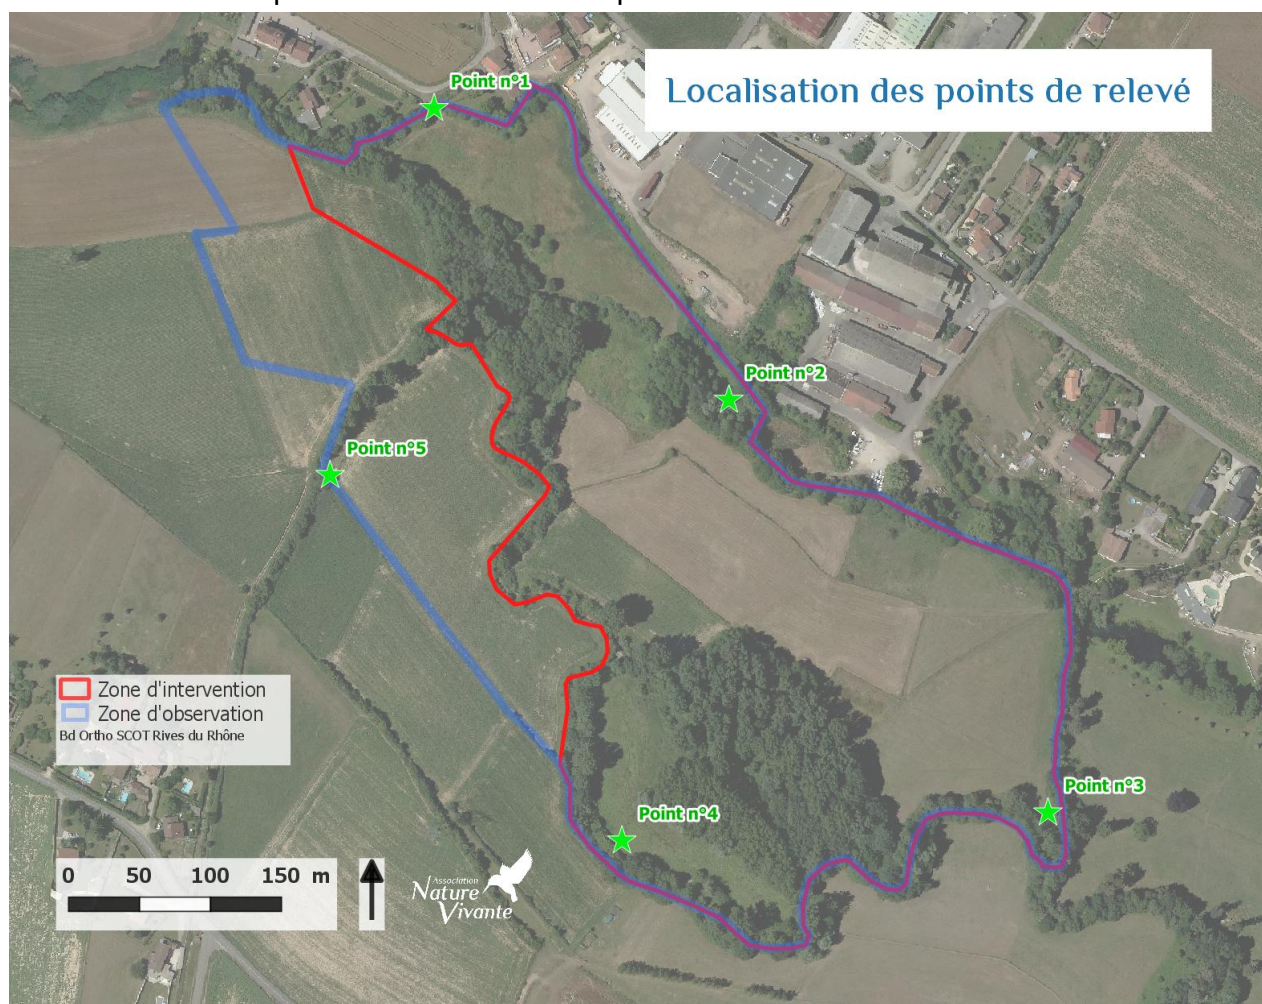 Localisation des points de relevé
Point n°1
Point n°2
Point n°5
Point n°3
Point n°4
Zone d'intervention
Zone d'observation
Bd Ortho SCOT Rives du Rhône
0 50 100 150 m
Association
Nature
Vivante